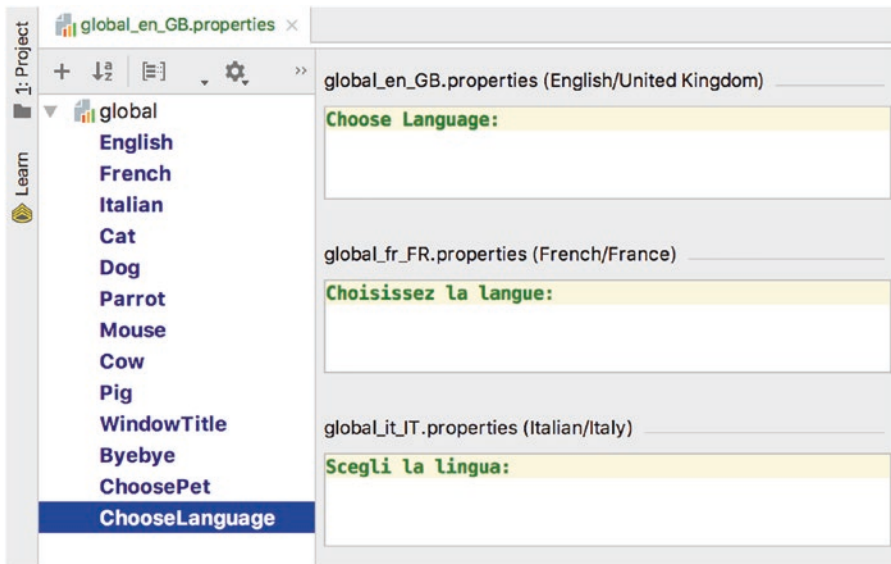 1: Project
Learn
global_en_GB.properties ×
global
English
French
Italian
Cat
Dog
Parrot
Mouse
Cow
Pig
WindowTitle
Byebye
ChoosePet
ChooseLanguage
global_en_GB.properties (English/United Kingdom)
Choose Language:
global_fr_FR.properties (French/France)
Choisissez la langue:
global_it_IT.properties (Italian/Italy)
Scegli la lingua: